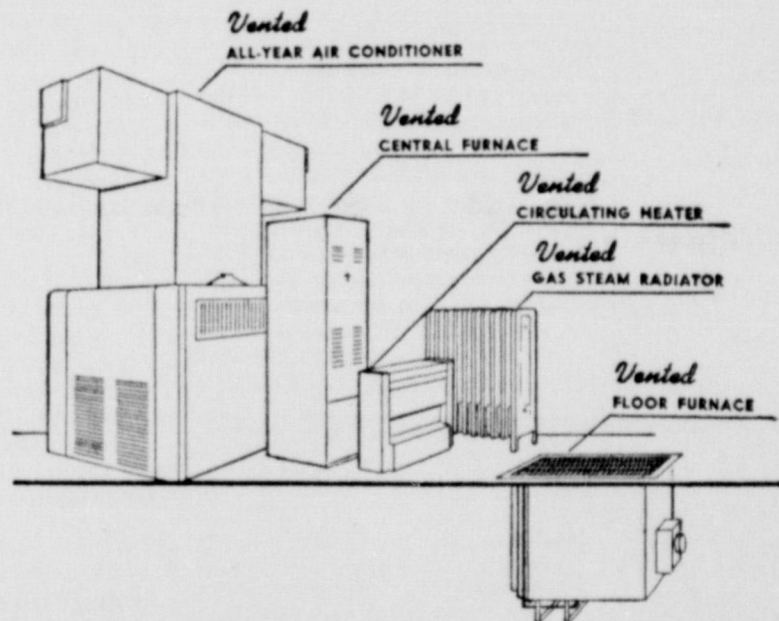 Vented
ALL-YEAR AIR CONDITIONER
Vented
CENTRAL FURNACE
Vented
CIRCULATING HEATER
Vented
GAS STEAM RADIATOR
Vented
FLOOR FURNACE